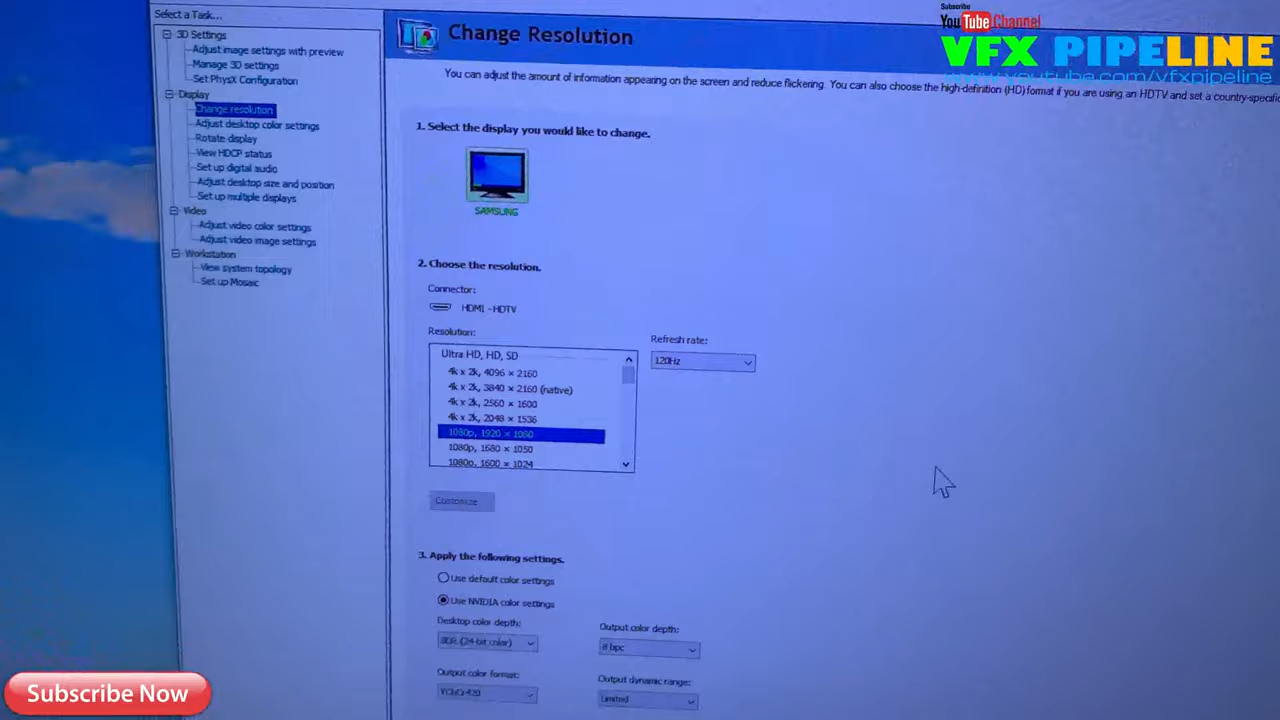 Select a Task...
3D Settings
Adjust image settings with preview
Manage 3D settings
Set PhysX Configuration
Display
Change resolution
Adjust desktop color settings
Rotate display
View HDCP status
Set up digital audio
Adjust desktop size and position
Set up multiple displays
Video
Adjust video color settings
Adjust video image settings
Workstation
View system topology
Set up Mosaic
Change Resolution
You can adjust the amount of information appearing on the screen and reduce flickering. You can also choose the high-definition (HD) format if you are using an HDTV and set a country-specific
1. Select the display you would like to change.
SAMSUNG
2. Choose the resolution.
Connector:
HDMI - HDTV
Resolution:
Refresh rate:
120Hz
Ultra HD, HD, SD
4k x 2k, 4096 × 2160
4k x 2k, 3840 × 2160 (native)
4k x 2k, 2560 × 1600
4k x 2k, 2048 × 1536
1080p, 1920 × 1080
1080p, 1680 × 1050
1080p, 1600 × 1024
Customize
3. Apply the following settings.
Use default color settings
Use NVIDIA color settings
Desktop color depth:
Output color depth:
(24-bit color)
8 bpc
Output color format:
Output dynamic range:
YCbCr420
Limited
Subscribe
YouTube Channel
VFX PIPELINE
www.youtube.com/vfxpipeline
Subscribe Now